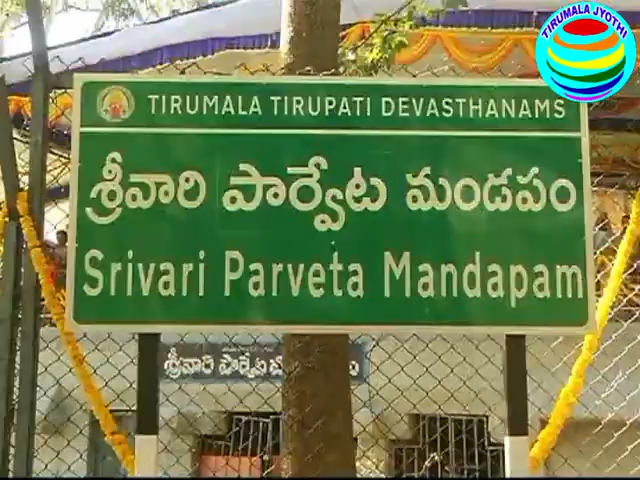 TIRUMALA JYOTHI
TIRUMALA TIRUPATI DEVASTHANAMS
శ్రీవారి పార్వేట మండపం
Srivari Parveta Mandapam
శ్రీవారి పార్వేట